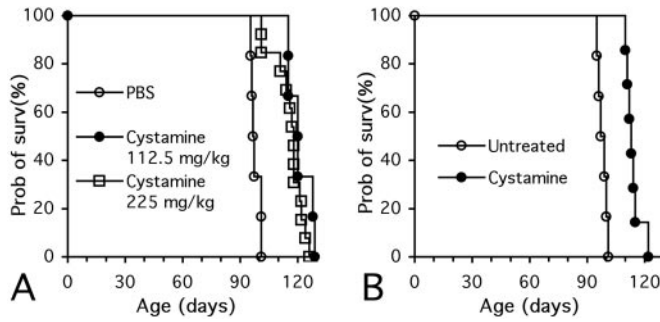 100
80
60
40
20
0
Prob of surv(%)
PBS
Cystamine
112.5 mg/kg
Cystamine
225 mg/kg
0 30 60 90 120
Age (days)
A
100
80
60
40
20
0
Prob of surv(%)
Untreated
Cystamine
0 30 60 90 120
Age (days)
B